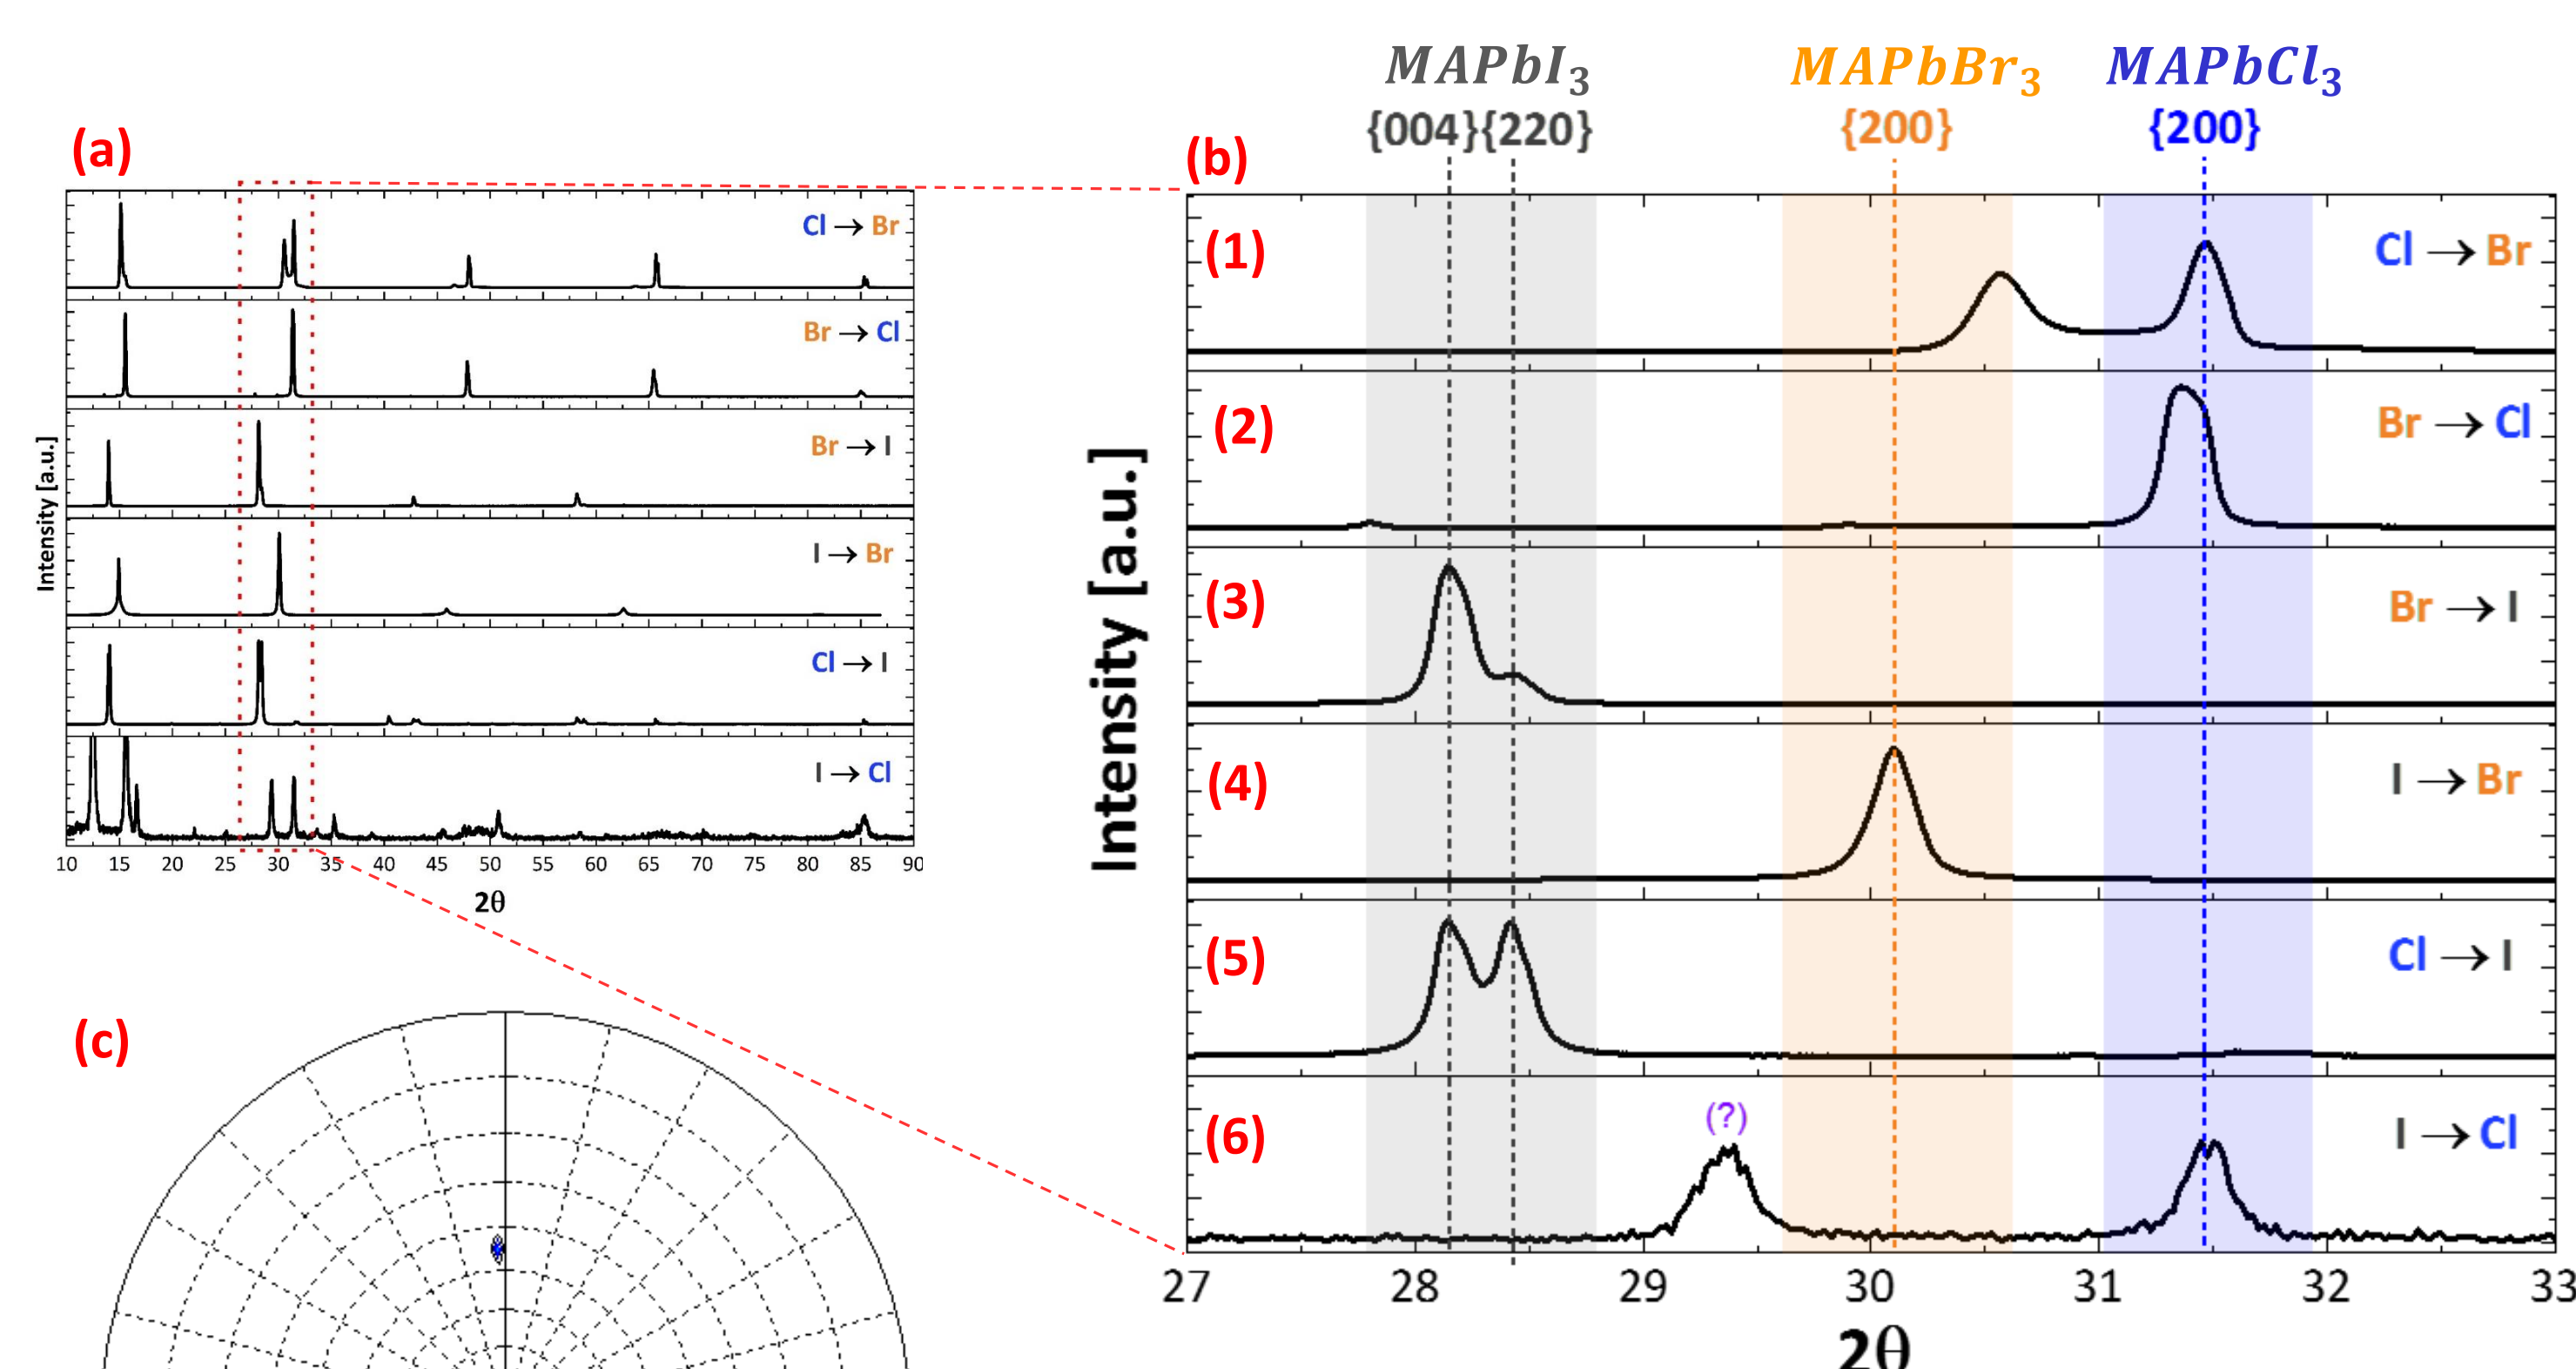 (a)
Cl → Br
Br → Cl
Br → I
I → Br
Cl → I
I → Cl
Intensity [a.u.]
10 15 20 25 30 35 40 45 50 55 60 65 70 75 80 85 90
2θ
(b)
MAPbI₃ MAPbBr₃ MAPbCl₃
{004}{220} {200} {200}
(1) Cl → Br
(2) Br → Cl
(3) Br → I
(4) I → Br
(5) Cl → I
(6) (?) I → Cl
Intensity [a.u.]
27 28 29 30 31 32 33
2θ
(c)